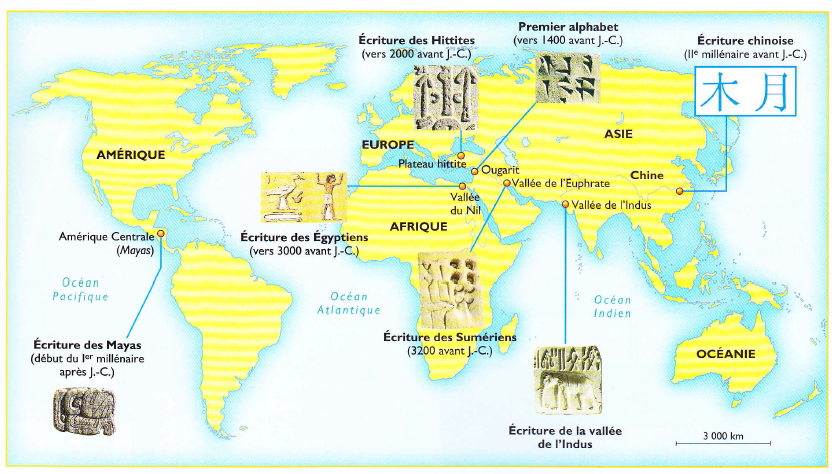 Écriture des Hittites
(vers 2000 avant J.-C.)
Premier alphabet
(vers 1400 avant J.-C.)
Écriture chinoise
(IIe millénaire avant J.-C.)
木 月
AMÉRIQUE
EUROPE
ASIE
Plateau hittite
Ougarit
Chine
Vallée de l'Euphrate
Vallée
du Nil
Vallée de l'Indus
AFRIQUE
Amérique Centrale
(Mayas)
Écriture des Égyptiens
(vers 3000 avant J.-C.)
Océan
Pacifique
Océan
Atlantique
Océan
Indien
Écriture des Sumériens
(3200 avant J.-C.)
Écriture des Mayas
(début du Ier millénaire
après J.-C.)
OCÉANIE
Écriture de la vallée
de l'Indus
3 000 km